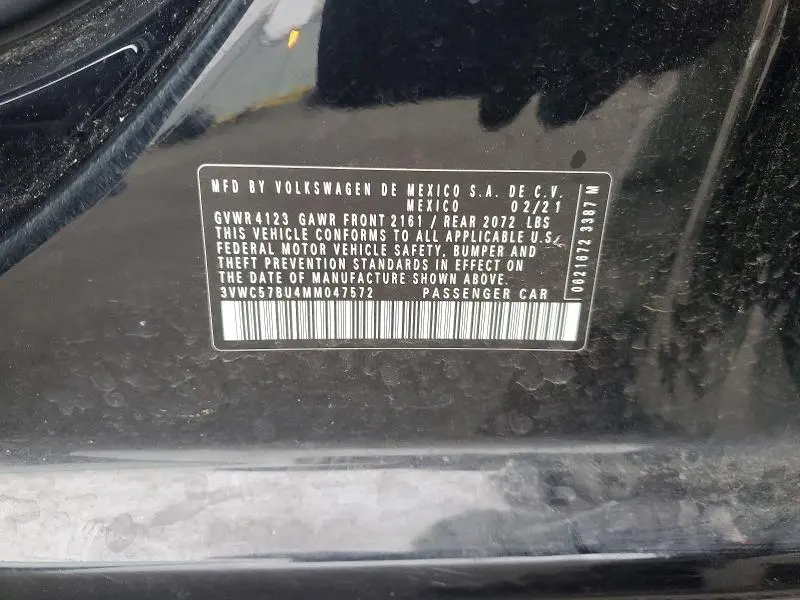 MFD BY VOLKSWAGEN DE MEXICO S.A. DE C.V.
MEXICO 02/21
GVWR 4123 GAWR FRONT 2161 / REAR 2072 LBS
THIS VEHICLE CONFORMS TO ALL APPLICABLE U.S.
FEDERAL MOTOR VEHICLE SAFETY, BUMPER AND
THEFT PREVENTION STANDARDS IN EFFECT ON
THE DATE OF MANUFACTURE SHOWN ABOVE.
3VWC57BU4MM047572 PASSENGER CAR
0621672 3387 M